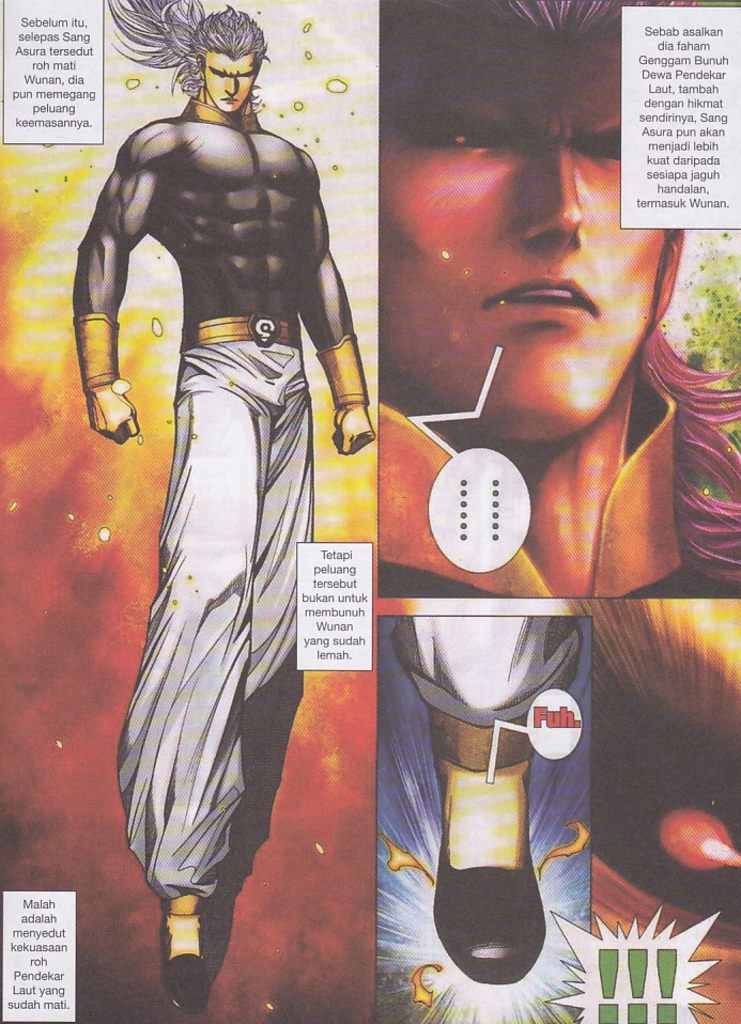 Sebelum itu,
selepas Sang
Asura tersedut
roh mati
Wunan, dia
pun memegang
peluang
keemasannya.
Tetapi
peluang
tersebut
bukan untuk
membunuh
Wunan
yang sudah
lemah.
Malah
adalah
menyedut
kekuasaan
roh
Pendekar
Laut yang
sudah mati.
Sebab asalkan
dia faham
Genggam Bunuh
Dewa Pendekar
Laut, tambah
dengan hikmat
sendirinya, Sang
Asura pun akan
menjadi lebih
kuat daripada
sesiapa jaguh
handalan,
termasuk Wunan.
Fuh.
!!!